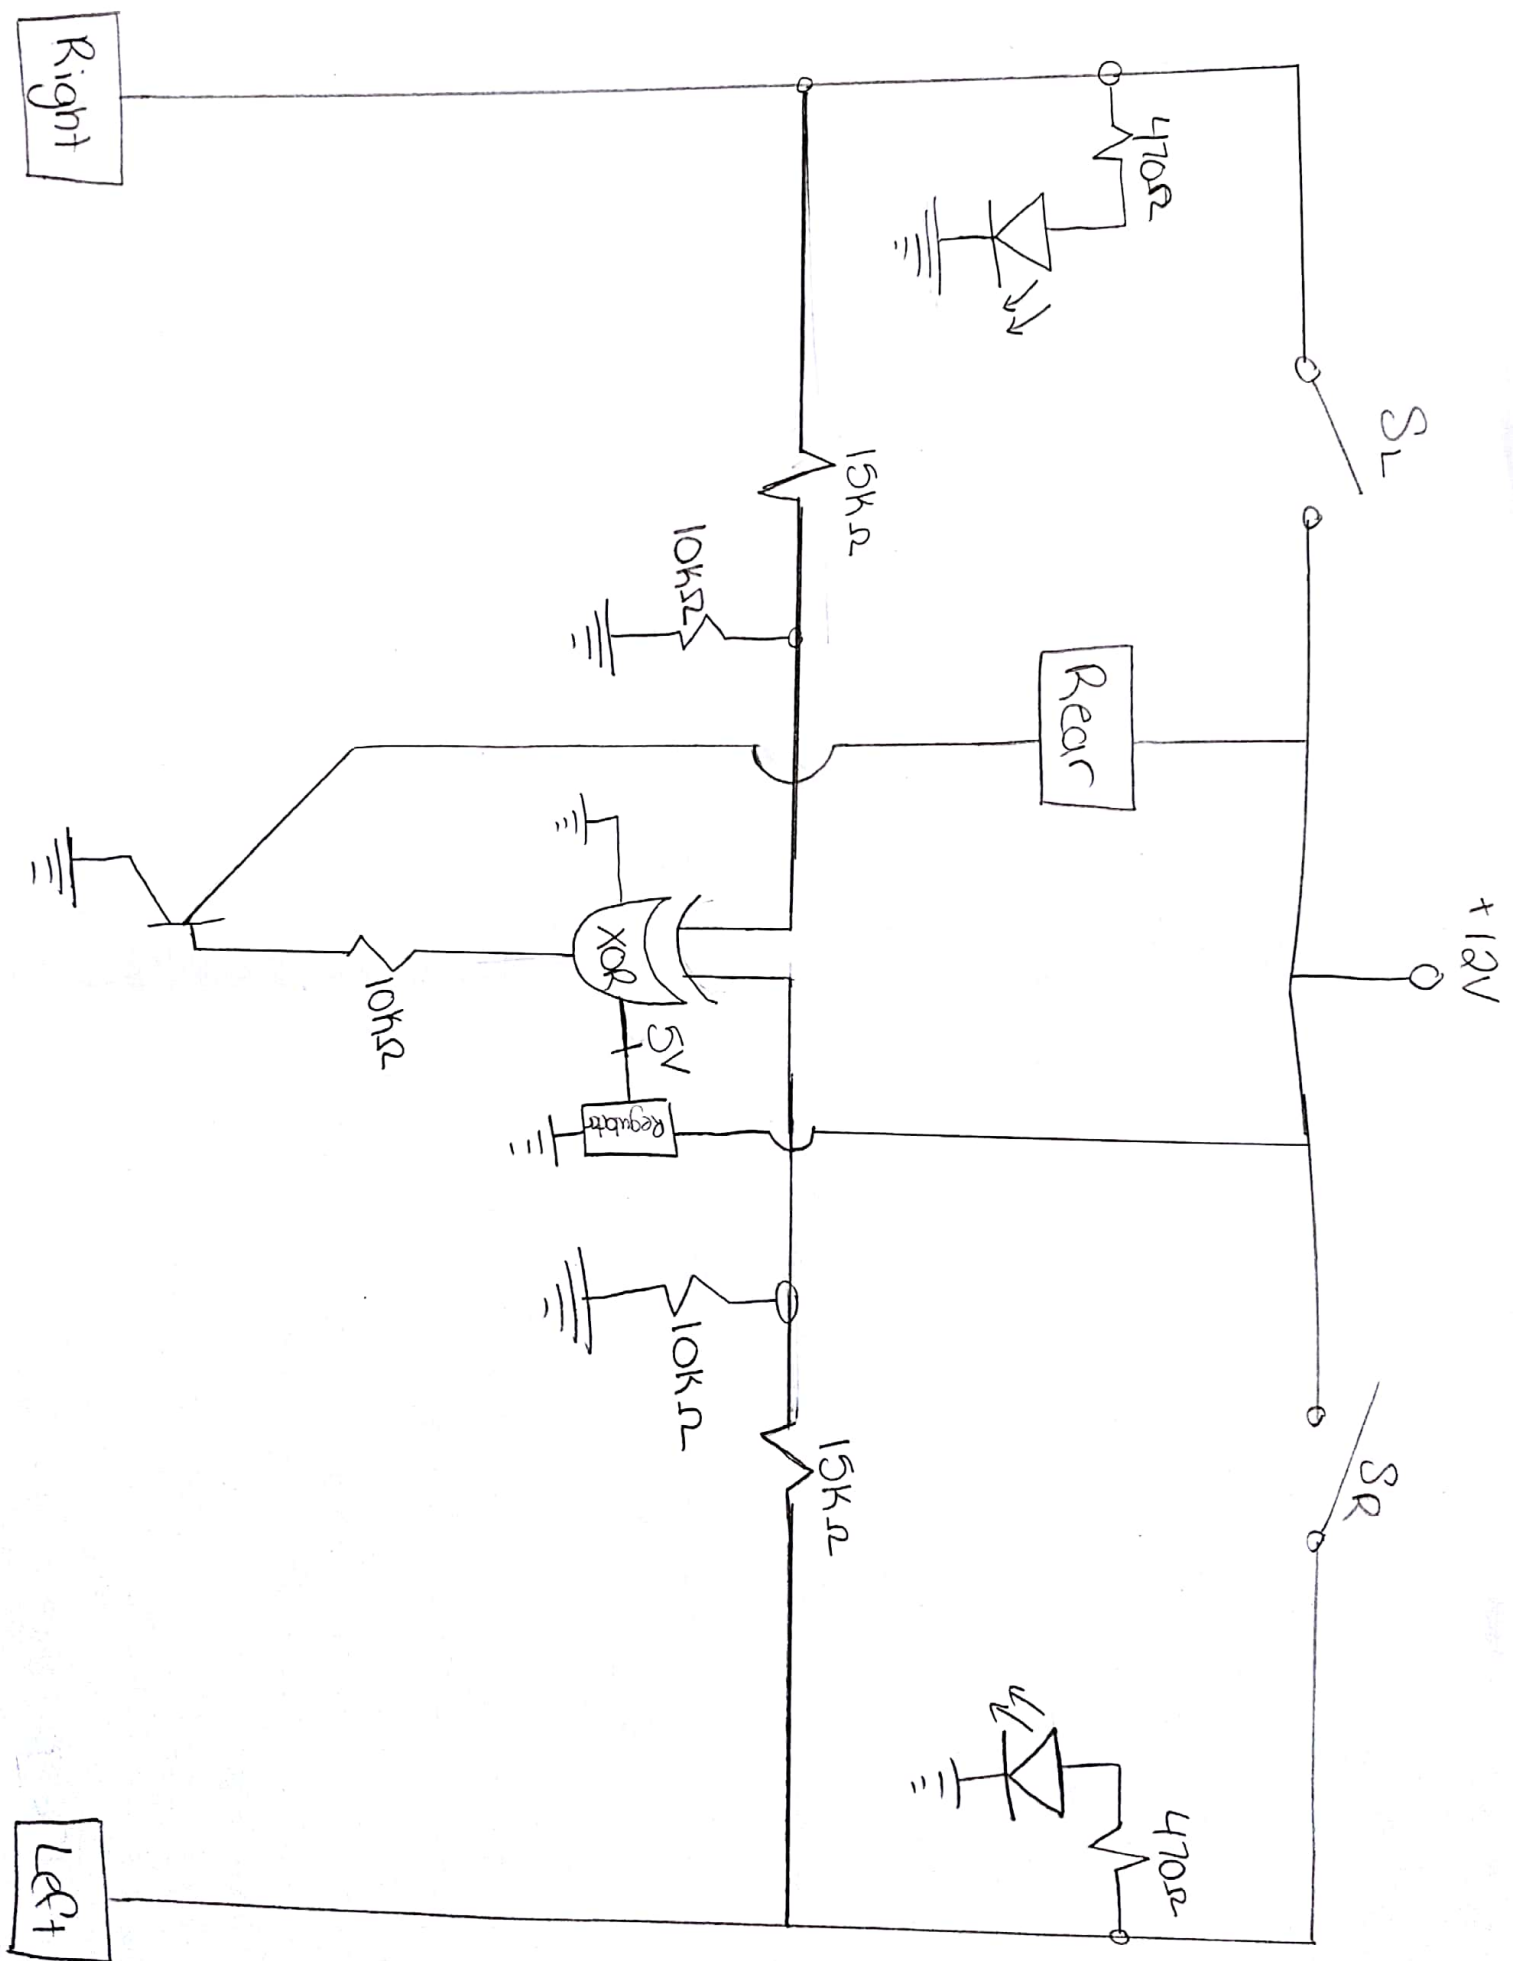 +12V
SL
SR
Rear
470Ω
470Ω
15KΩ
15KΩ
10KΩ
10KΩ
XOR
5V
Regulator
10KΩ
Right
Left